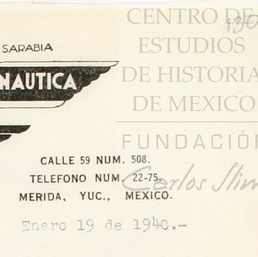 CENTRO DE
ESTUDIOS
DE HISTORIA
DE MEXICO
FUNDACIÓN
Carlos Slim
SARABIA
NAUTICA
CALLE 59 NUM. 508.
TELEFONO NUM. 22-75.
MERIDA, YUC., MEXICO.
Enero 19 de 1940.-